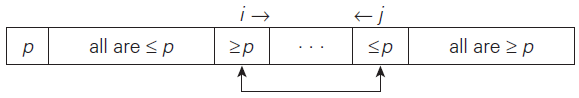 i → ← j
p all are ≤ p ≥p · · · ≤p all are ≥ p